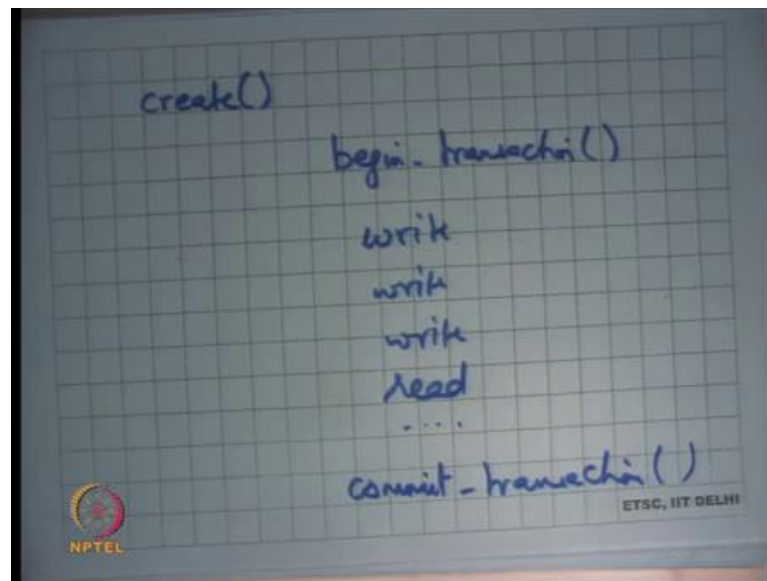 create()
begin_transaction()
write
write
write
read
....
commit_transaction()
ETSC, IIT DELHI
NPTEL